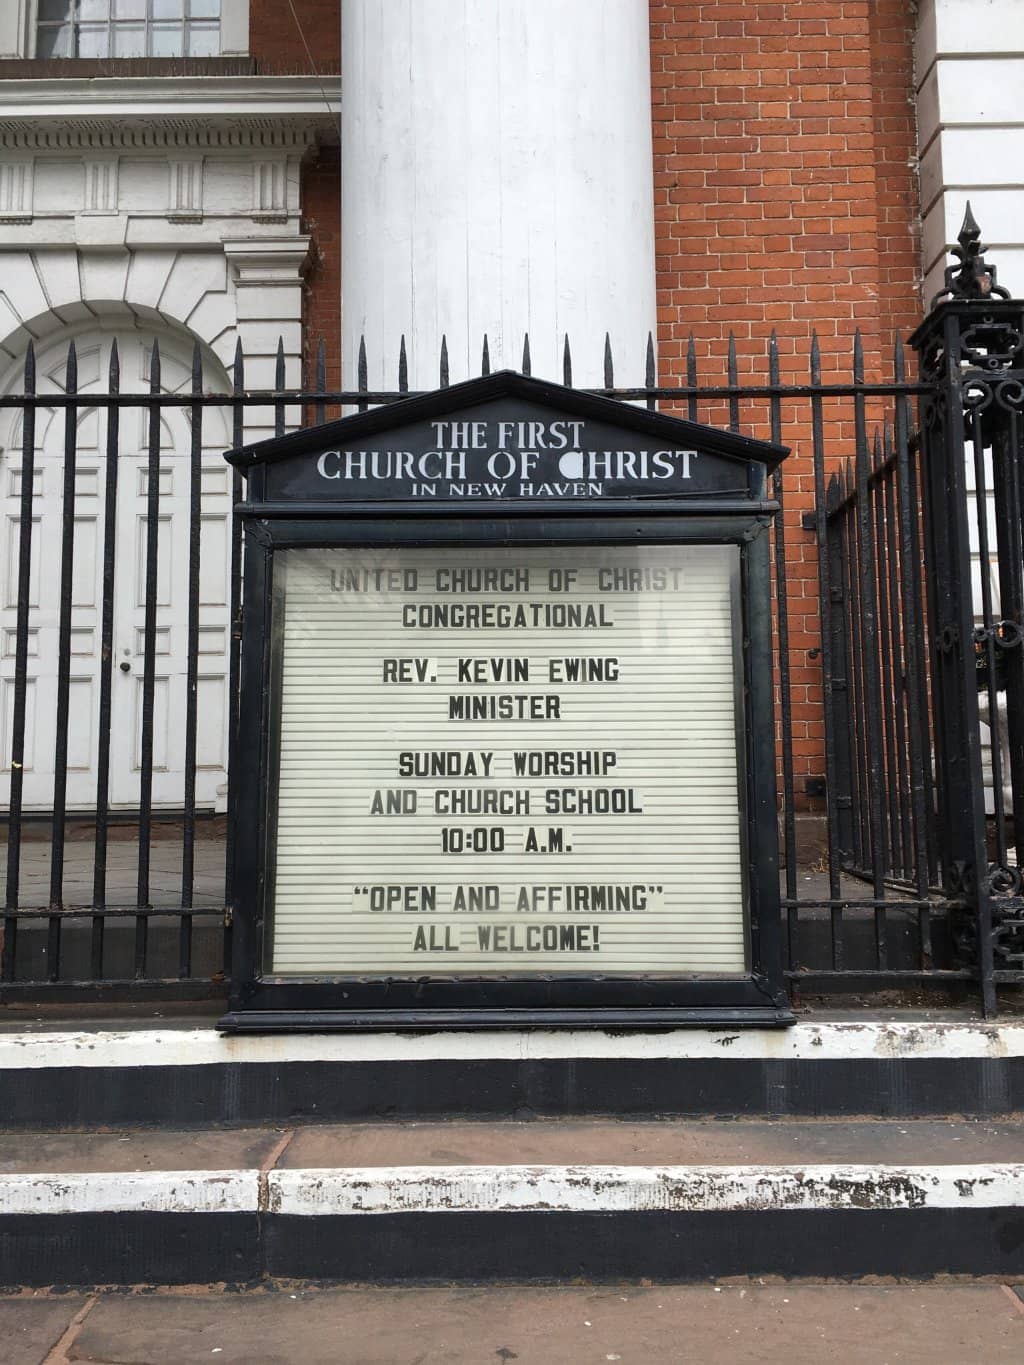 THE FIRST
CHURCH OF CHRIST
IN NEW HAVEN
UNITED CHURCH OF CHRIST
CONGREGATIONAL
REV. KEVIN EWING
MINISTER
SUNDAY WORSHIP
AND CHURCH SCHOOL
10:00 A.M.
"OPEN AND AFFIRMING"
ALL WELCOME!